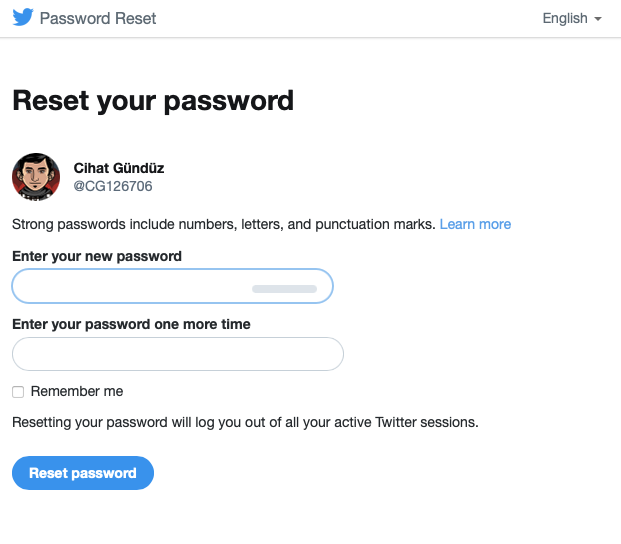 Password Reset
English
Reset your password
Cihat Gündüz
@CG126706
Strong passwords include numbers, letters, and punctuation marks. Learn more
Enter your new password
Enter your password one more time
Remember me
Resetting your password will log you out of all your active Twitter sessions.
Reset password